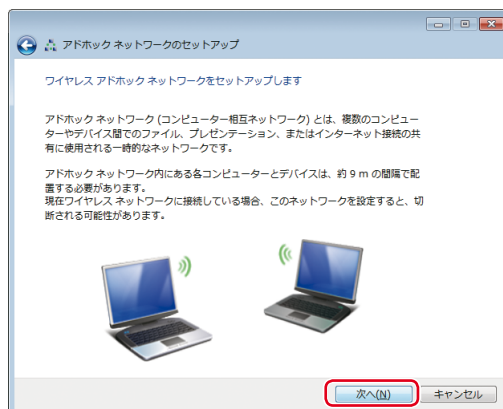 アドホック ネットワークのセットアップ
ワイヤレス アドホック ネットワークをセットアップします
アドホック ネットワーク (コンピューター相互ネットワーク) とは、複数のコンピュー
ターやデバイス間でのファイル、プレゼンテーション、またはインターネット接続の共
有に使用される一時的なネットワークです。
アドホック ネットワーク内にある各コンピューターとデバイスは、約 9 m の間隔で配
置する必要があります。
現在ワイヤレス ネットワークに接続している場合、このネットワークを設定すると、切
断される可能性があります。
次へ(N)
キャンセル